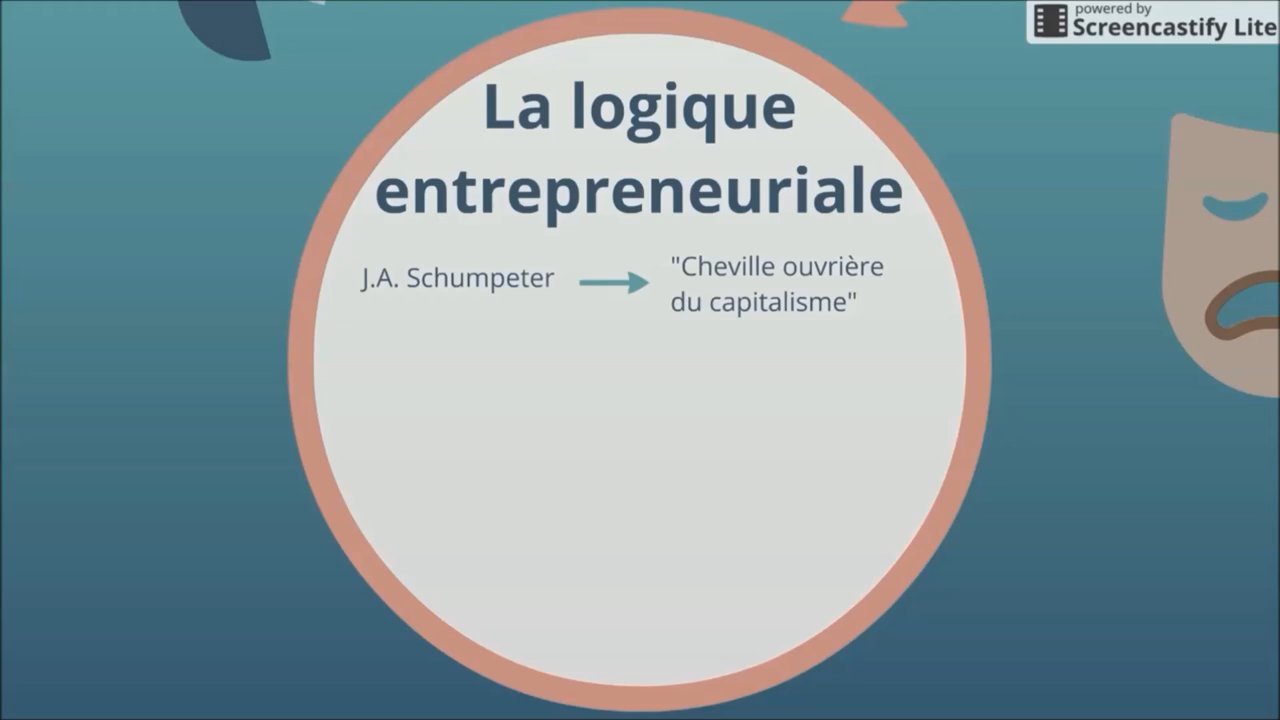 powered by
Screencastify Lite
La logique
entrepreneuriale
J.A. Schumpeter
"Cheville ouvrière
du capitalisme"